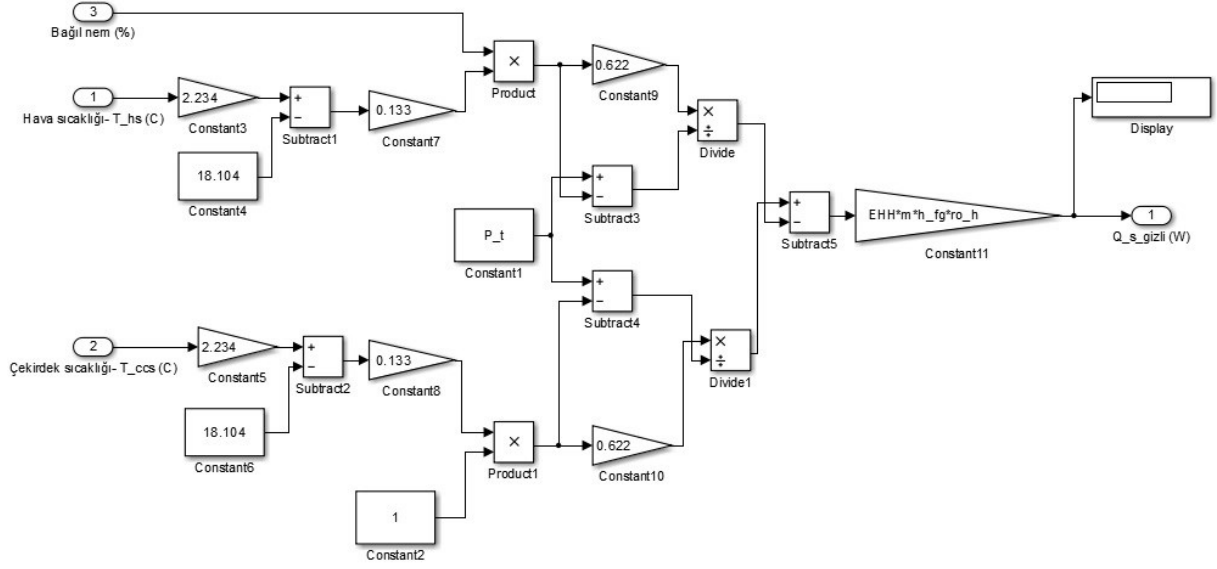 3
Bağıl nem (%)
1
Hava sıcaklığı- T_hs (C)
2.234
Constant3
18.104
Constant4
+
−
Subtract1
0.133
Constant7
×
Product
0.622
Constant9
×
÷
Divide
+
−
Subtract3
P_t
Constant1
+
−
Subtract4
+
−
Subtract5
EHH*m*h_fg*ro_h
Constant11
Display
1
Q_s_gizli (W)
2
Çekirdek sıcaklığı- T_ccs (C)
2.234
Constant5
18.104
Constant6
+
−
Subtract2
0.133
Constant8
×
Product1
1
Constant2
0.622
Constant10
×
÷
Divide1